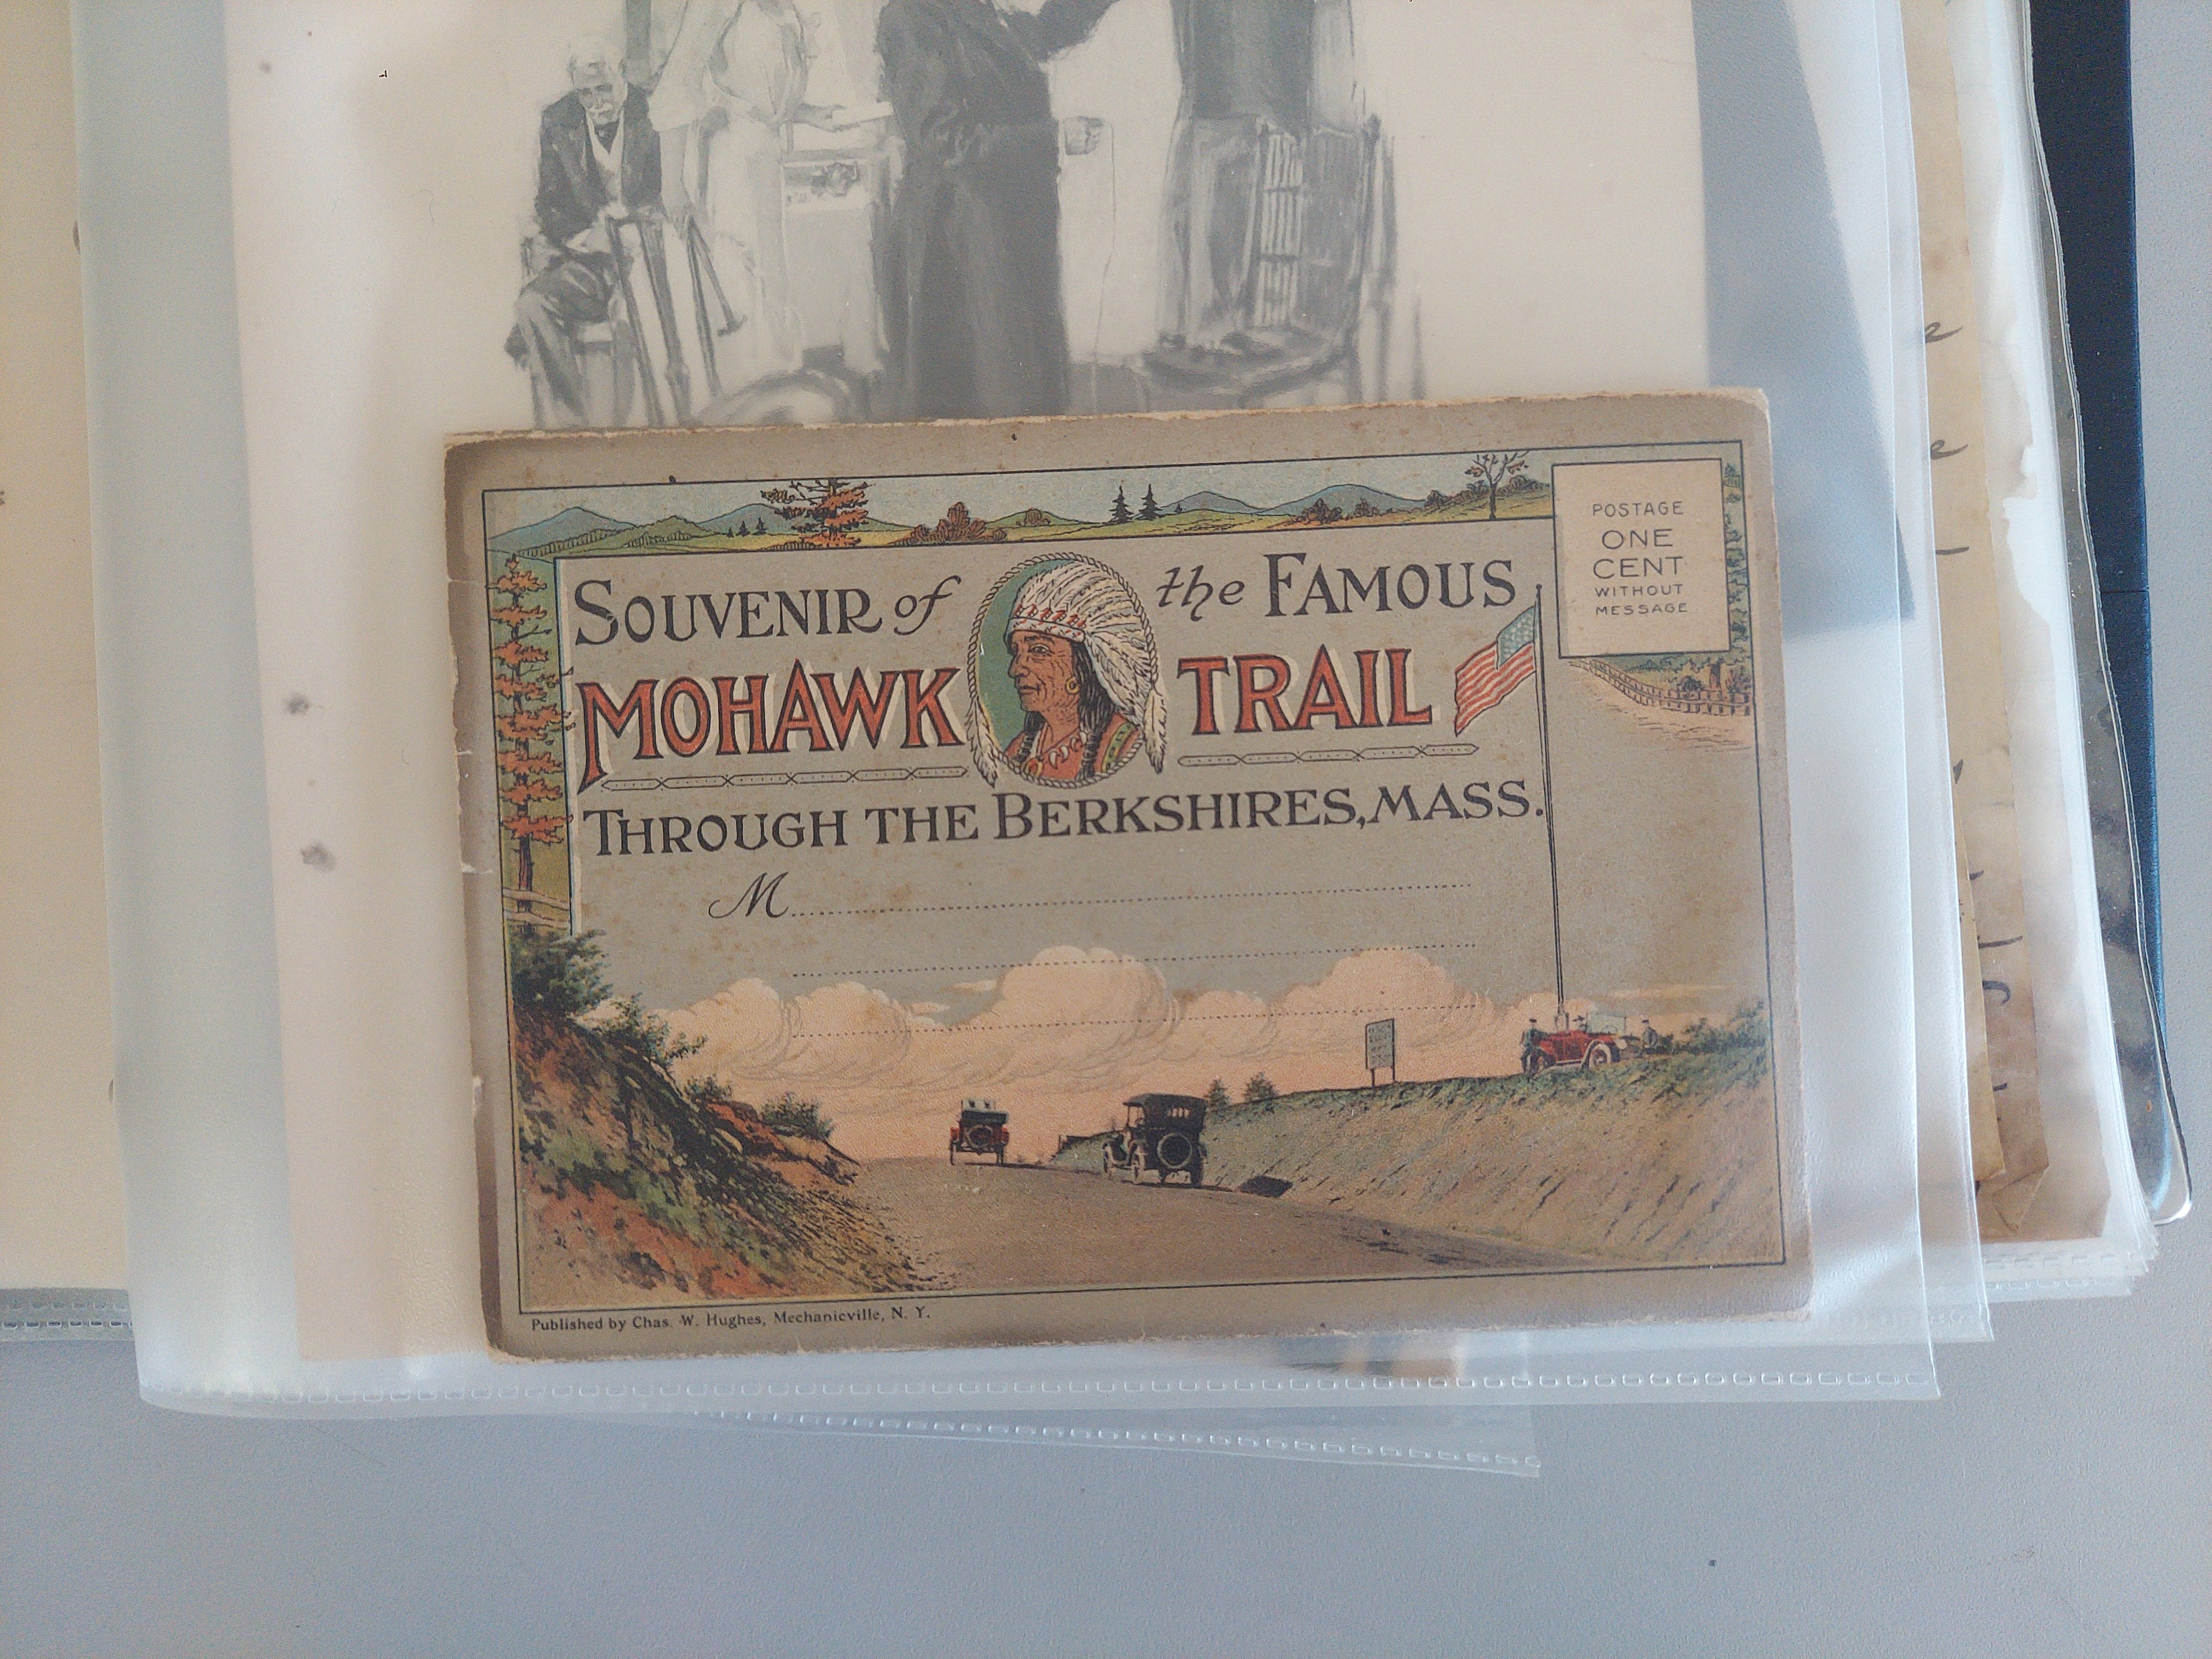 SOUVENIR of the FAMOUS
MOHAWK TRAIL
THROUGH THE BERKSHIRES, MASS.
M
POSTAGE
ONE
CENT
WITHOUT
MESSAGE
Published by Chas. W. Hughes, Mechanicville, N. Y.